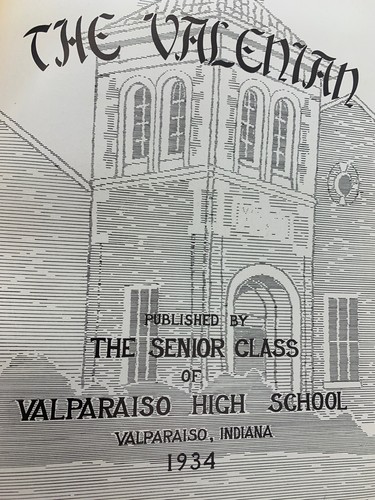 THE VALENIAN
PUBLISHED BY
THE SENIOR CLASS
OF
VALPARAISO HIGH SCHOOL
VALPARAISO, INDIANA
1934